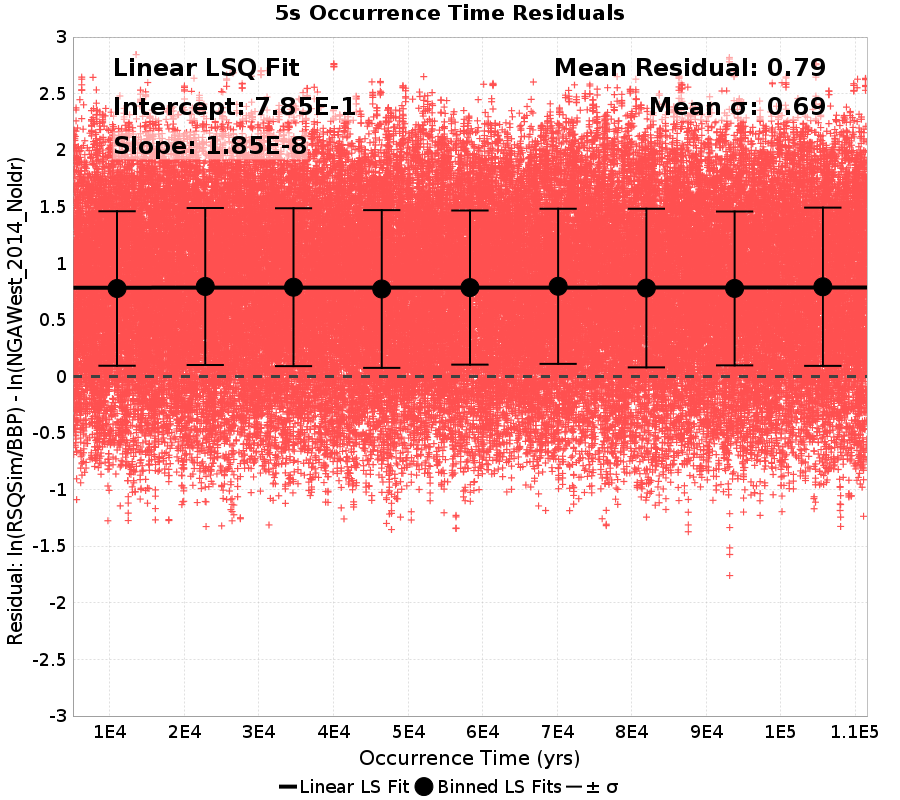 5s Occurrence Time Residuals
Residual: ln(RSQSim/BBP) - ln(NGAWest_2014_NoIdr)
3
2.5
2
1.5
1
0.5
0
-0.5
-1
-1.5
-2
-2.5
-3
Linear LSQ Fit
Intercept: 7.85E-1
Slope: 1.85E-8
Mean Residual: 0.79
Mean σ: 0.69
1E4 2E4 3E4 4E4 5E4 6E4 7E4 8E4 9E4 1E5 1.1E5
Occurrence Time (yrs)
Linear LS Fit Binned LS Fits ± σ